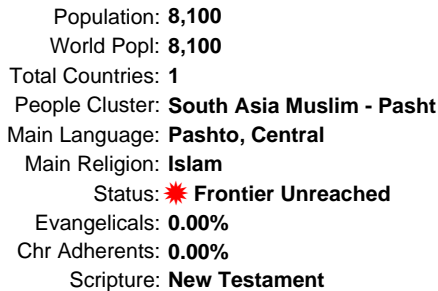 Population: 8,100
World Popl: 8,100
Total Countries: 1
People Cluster: South Asia Muslim - Pasht
Main Language: Pashto, Central
Main Religion: Islam
Status: Frontier Unreached
Evangelicals: 0.00%
Chr Adherents: 0.00%
Scripture: New Testament